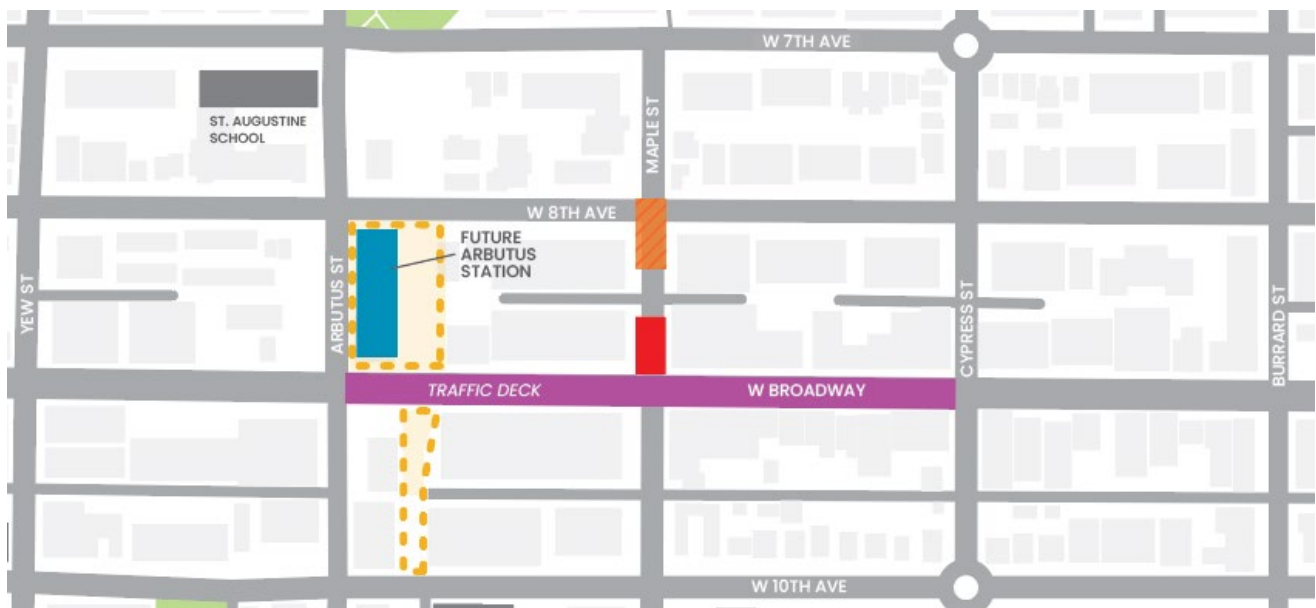 W 7TH AVE
ST. AUGUSTINE
SCHOOL
MAPLE ST
W 8TH AVE
FUTURE
ARBUTUS
STATION
YEW ST
ARBUTUS ST
CYPRESS ST
BURRARD ST
TRAFFIC DECK
W BROADWAY
W 10TH AVE